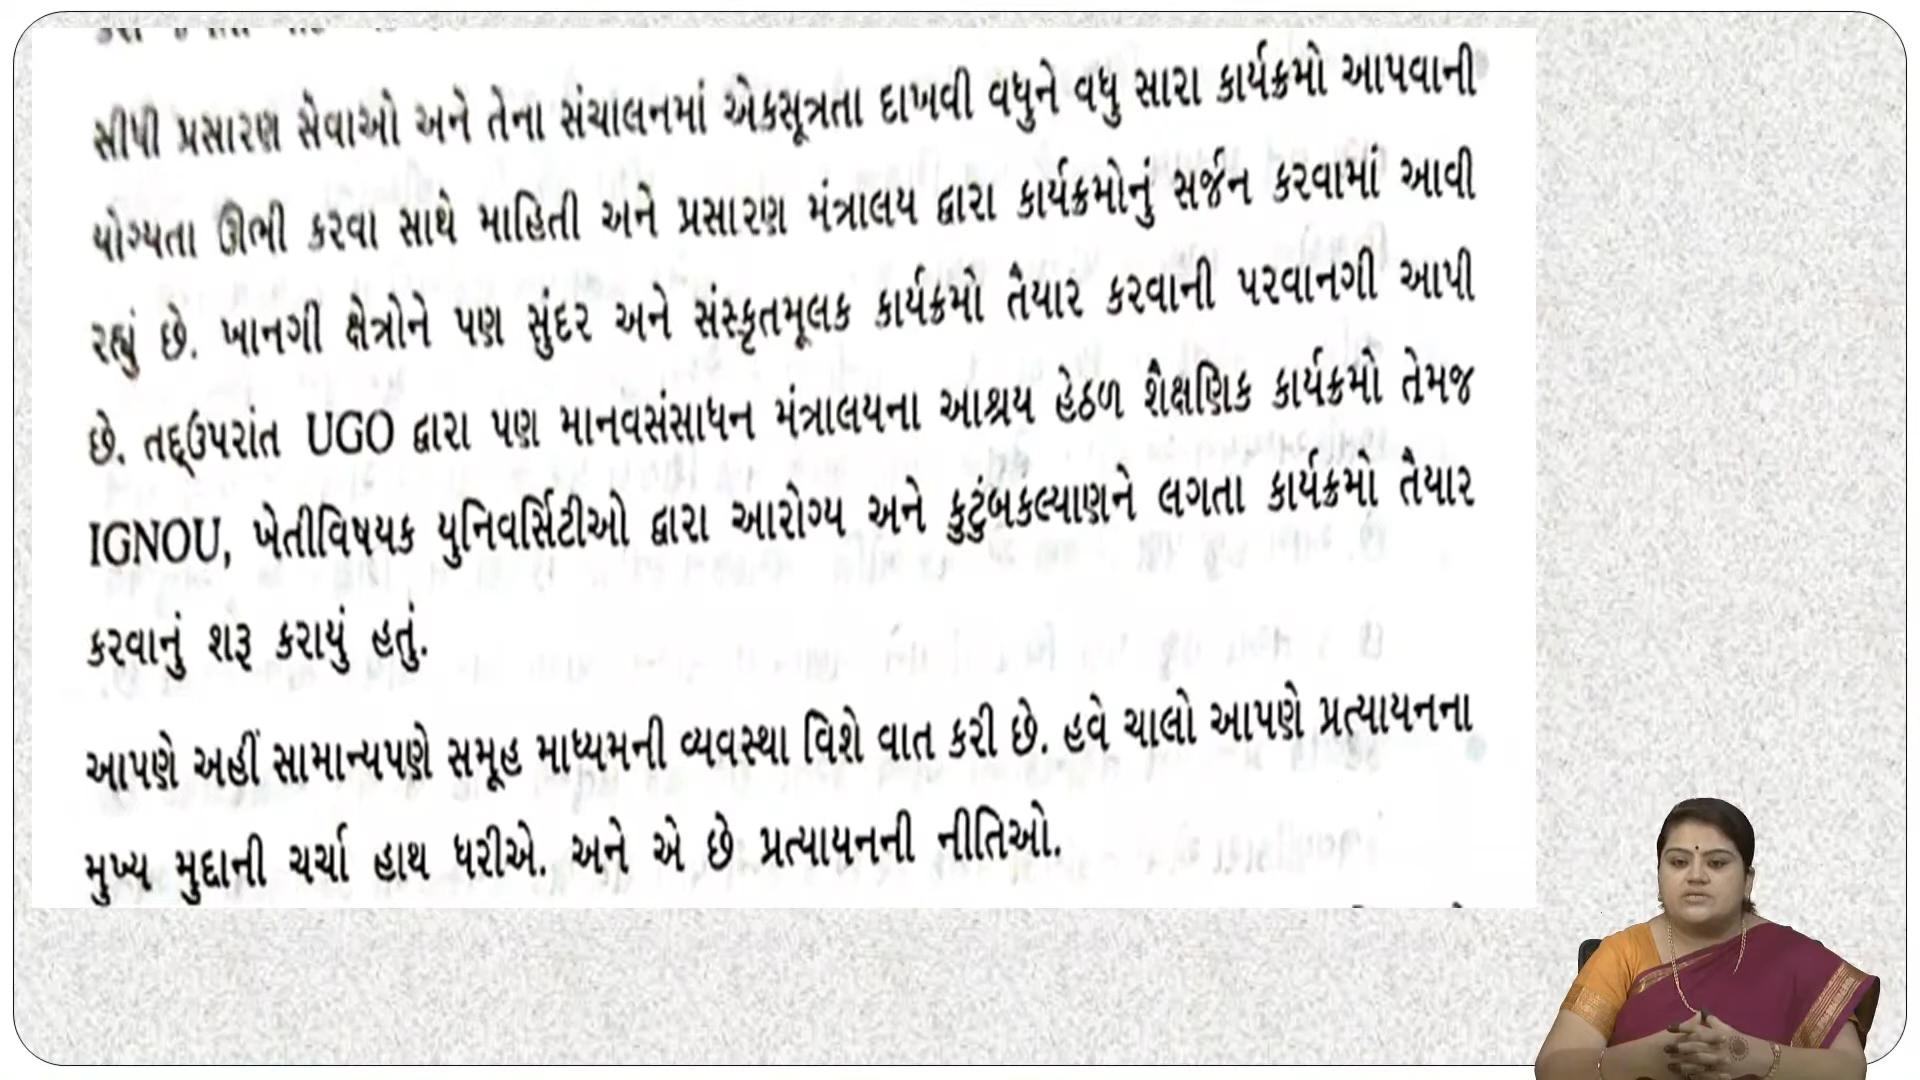 સીપી પ્રસારણ સેવાઓ અને તેના સંચાલનમાં એકસૂત્રતા દાખવી વધુને વધુ સારા કાર્યક્રમો આપવાની
યોગ્યતા ઊભી કરવા સાથે માહિતી અને પ્રસારણ મંત્રાલય દ્વારા કાર્યક્રમોનું સર્જન કરવામાં આવી
રહ્યું છે. ખાનગી ક્ષેત્રોને પણ સુંદર અને સંસ્કૃતમૂલક કાર્યક્રમો તૈયાર કરવાની પરવાનગી આપી
છે. તદ્ઉપરાંત UGO દ્વારા પણ માનવસંસાધન મંત્રાલયના આશ્રય હેઠળ શૈક્ષણિક કાર્યક્રમો તેમજ
IGNOU, ખેતીવિષયક યુનિવર્સિટીઓ દ્વારા આરોગ્ય અને કુટુંબકલ્યાણને લગતા કાર્યક્રમો તૈયાર
કરવાનું શરૂ કરાયું હતું.
આપણે અહીં સામાન્યપણે સમૂહ માધ્યમની વ્યવસ્થા વિશે વાત કરી છે. હવે ચાલો આપણે પ્રત્યાયનના
મુખ્ય મુદ્દાની ચર્ચા હાથ ધરીએ. અને એ છે પ્રત્યાયનની નીતિઓ.